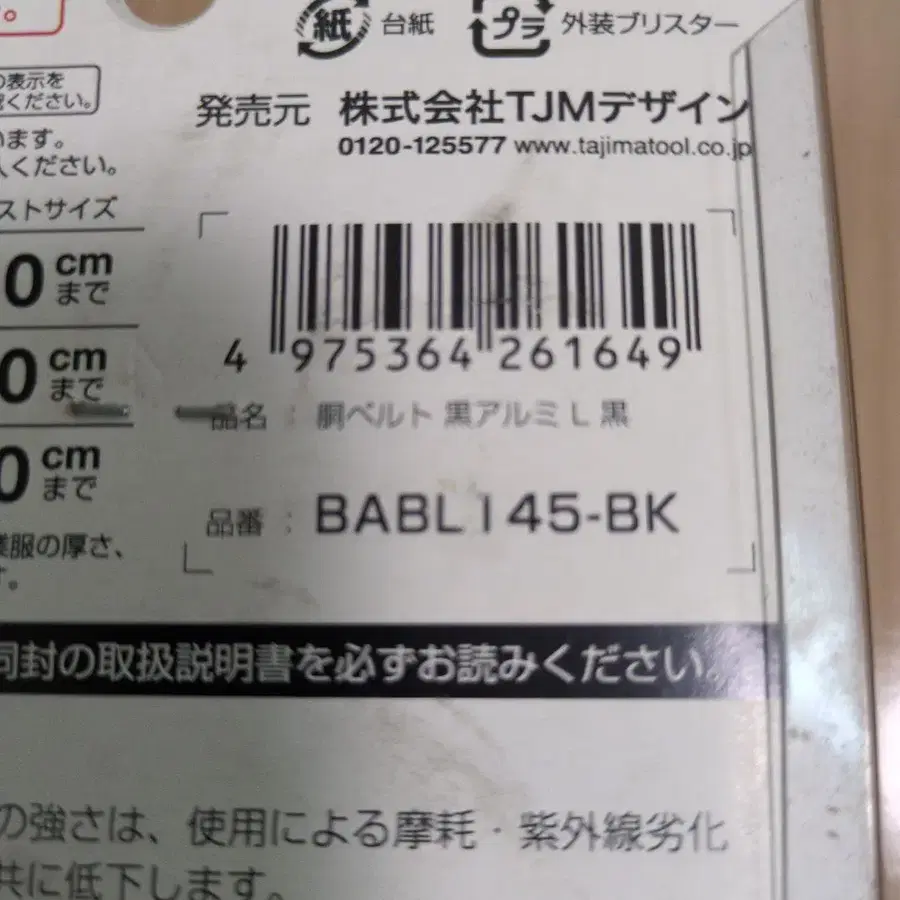 す。
紙 台紙 プラ 外装ブリスター
の表示を
ください。
発売元 株式会社TJMデザイン
0120-125577 www.tajimatool.co.jp
います。
ください。
ストサイズ
0 cm
まで
0 cm
まで
0 cm
まで
4 975364 261649
品名 : 胴ベルト 黒アルミ L 黒
品番 : BABL145-BK
業服の厚さ、
す。
同封の取扱説明書を必ずお読みください。
の強さは、使用による摩耗・紫外線劣化
共に低下します。